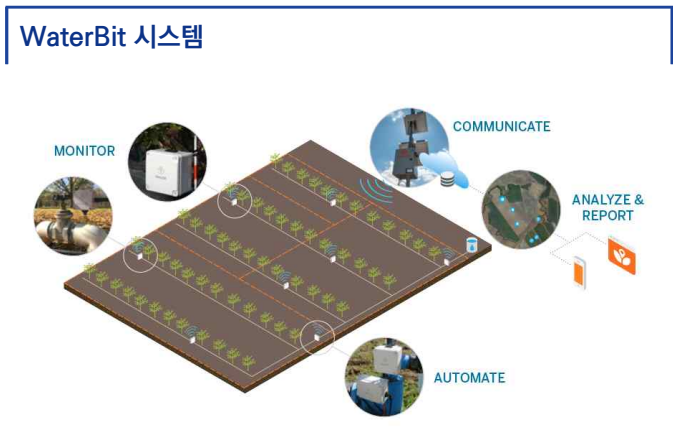 WaterBit 시스템
COMMUNICATE
MONITOR
ANALYZE &
REPORT
AUTOMATE